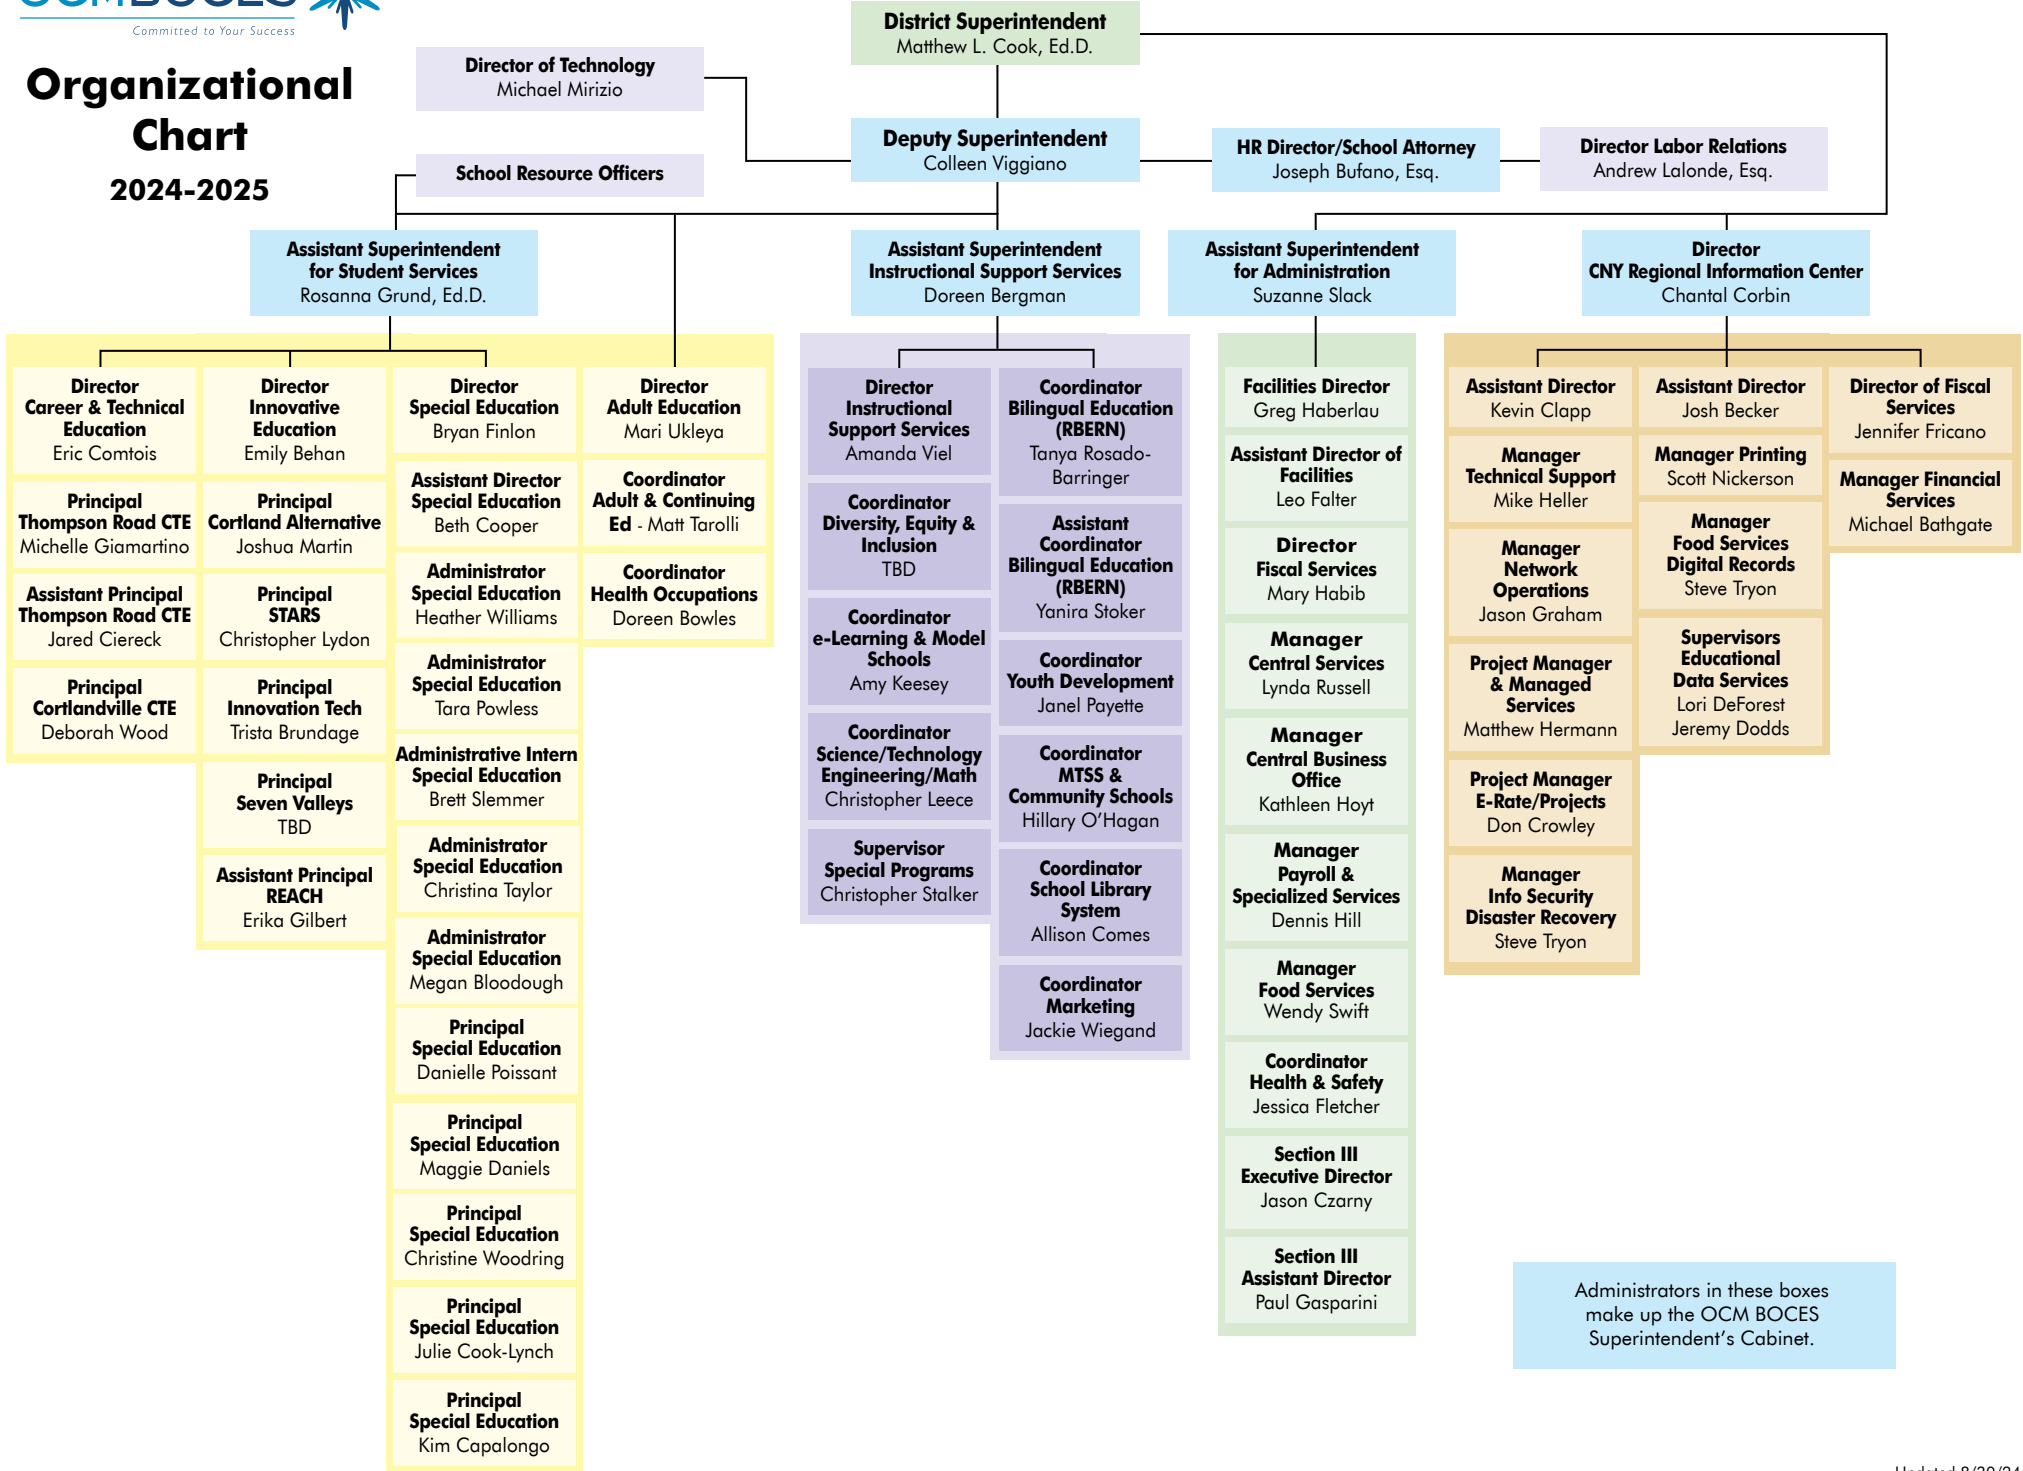 OCM BOCES
Committed to Your Success
Organizational
Chart
2024-2025
District Superintendent
Matthew L. Cook, Ed.D.
Director of Technology
Michael Mirizio
School Resource Officers
Deputy Superintendent
Colleen Viggiano
HR Director/School Attorney
Joseph Bufano, Esq.
Director Labor Relations
Andrew Lalonde, Esq.
Assistant Superintendent
for Student Services
Rosanna Grund, Ed.D.
Assistant Superintendent
Instructional Support Services
Doreen Bergman
Assistant Superintendent
for Administration
Suzanne Slack
Director
CNY Regional Information Center
Chantal Corbin
Director
Career & Technical
Education
Eric Comtois
Principal
Thompson Road CTE
Michelle Giamartino
Assistant Principal
Thompson Road CTE
Jared Ciereck
Principal
Cortlandville CTE
Deborah Wood
Director
Innovative
Education
Emily Behan
Principal
Cortland Alternative
Joshua Martin
Principal
STARS
Christopher Lydon
Principal
Innovation Tech
Trista Brundage
Principal
Seven Valleys
TBD
Assistant Principal
REACH
Erika Gilbert
Director
Special Education
Bryan Finlon
Assistant Director
Special Education
Beth Cooper
Administrator
Special Education
Heather Williams
Administrator
Special Education
Tara Powless
Administrative Intern
Special Education
Brett Slemmer
Administrator
Special Education
Christina Taylor
Administrator
Special Education
Megan Bloodough
Principal
Special Education
Danielle Poissant
Principal
Special Education
Maggie Daniels
Principal
Special Education
Christine Woodring
Principal
Special Education
Julie Cook-Lynch
Principal
Special Education
Kim Capalongo
Director
Adult Education
Mari Ukleya
Coordinator
Adult & Continuing
Ed - Matt Tarolli
Coordinator
Health Occupations
Doreen Bowles
Director
Instructional
Support Services
Amanda Viel
Coordinator
Diversity, Equity &
Inclusion
TBD
Coordinator
e-Learning & Model
Schools
Amy Keesey
Coordinator
Science/Technology
Engineering/Math
Christopher Leece
Supervisor
Special Programs
Christopher Stalker
Coordinator
Bilingual Education
(RBERN)
Tanya Rosado-
Barringer
Assistant
Coordinator
Bilingual Education
(RBERN)
Yanira Stoker
Coordinator
Youth Development
Janel Payette
Coordinator
MTSS &
Community Schools
Hillary O'Hagan
Coordinator
School Library
System
Allison Comes
Coordinator
Marketing
Jackie Wiegand
Facilities Director
Greg Haberlau
Assistant Director of
Facilities
Leo Falter
Director
Fiscal Services
Mary Habib
Manager
Central Services
Lynda Russell
Manager
Central Business
Office
Kathleen Hoyt
Manager
Payroll &
Specialized Services
Dennis Hill
Manager
Food Services
Wendy Swift
Coordinator
Health & Safety
Jessica Fletcher
Section III
Executive Director
Jason Czarny
Section III
Assistant Director
Paul Gasparini
Assistant Director
Kevin Clapp
Manager
Technical Support
Mike Heller
Manager
Network
Operations
Jason Graham
Project Manager
& Managed
Services
Matthew Hermann
Project Manager
E-Rate/Projects
Don Crowley
Manager
Info Security
Disaster Recovery
Steve Tryon
Assistant Director
Josh Becker
Manager Printing
Scott Nickerson
Manager
Food Services
Digital Records
Steve Tryon
Supervisors
Educational
Data Services
Lori DeForest
Jeremy Dodds
Director of Fiscal
Services
Jennifer Fricano
Manager Financial
Services
Michael Bathgate
Administrators in these boxes
make up the OCM BOCES
Superintendent's Cabinet.
Updated 8/30/24